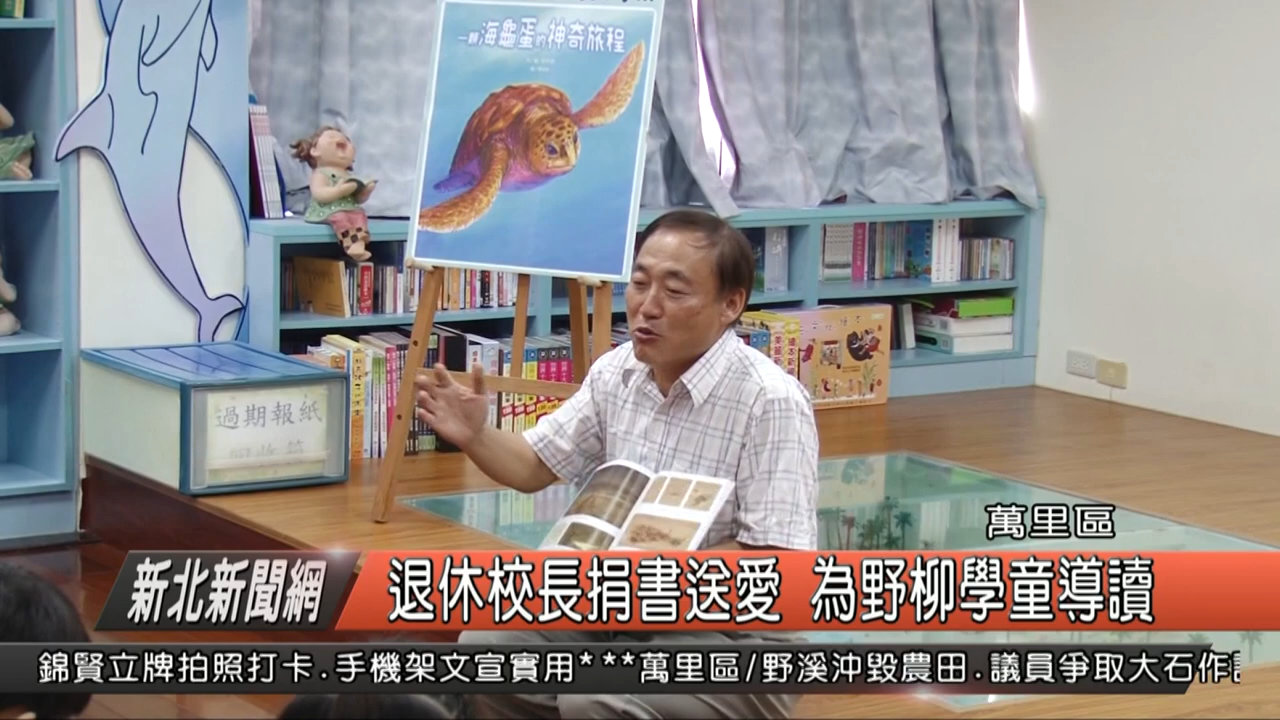 一顆海龜蛋的神奇旅程
過期報紙
萬里區
新北新聞網
退休校長捐書送愛 為野柳學童導讀
錦賢立牌拍照打卡.手機架文宣實用***萬里區/野溪沖毀農田.議員爭取大石作